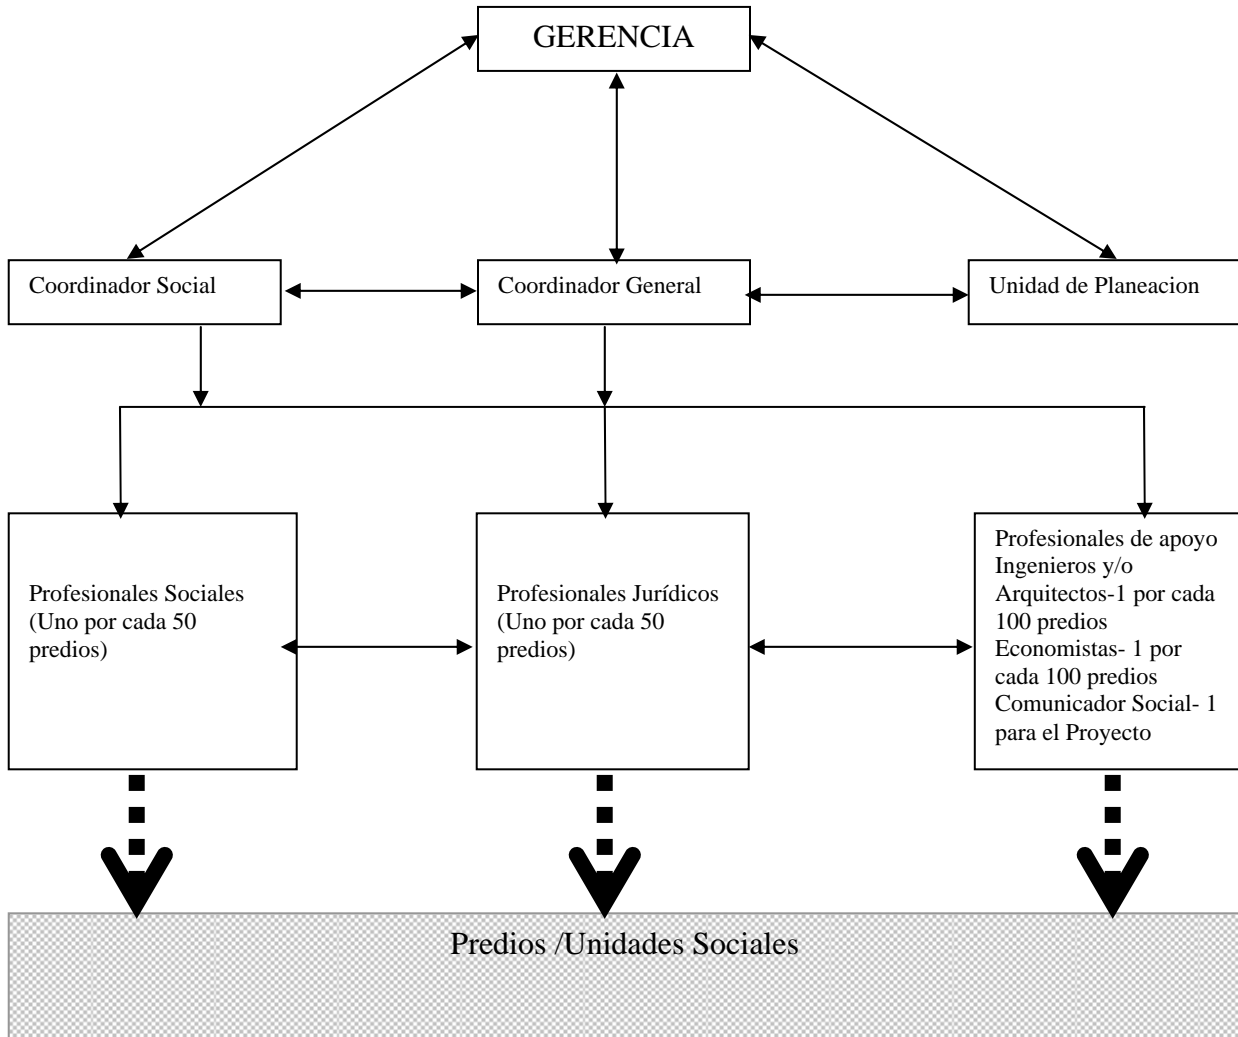 GERENCIA
Coordinador Social
Coordinador General
Unidad de Planeacion
Profesionales Sociales
(Uno por cada 50
predios)
Profesionales Jurídicos
(Uno por cada 50
predios)
Profesionales de apoyo
Ingenieros y/o
Arquitectos-1 por cada
100 predios
Economistas- 1 por
cada 100 predios
Comunicador Social- 1
para el Proyecto
Predios /Unidades Sociales